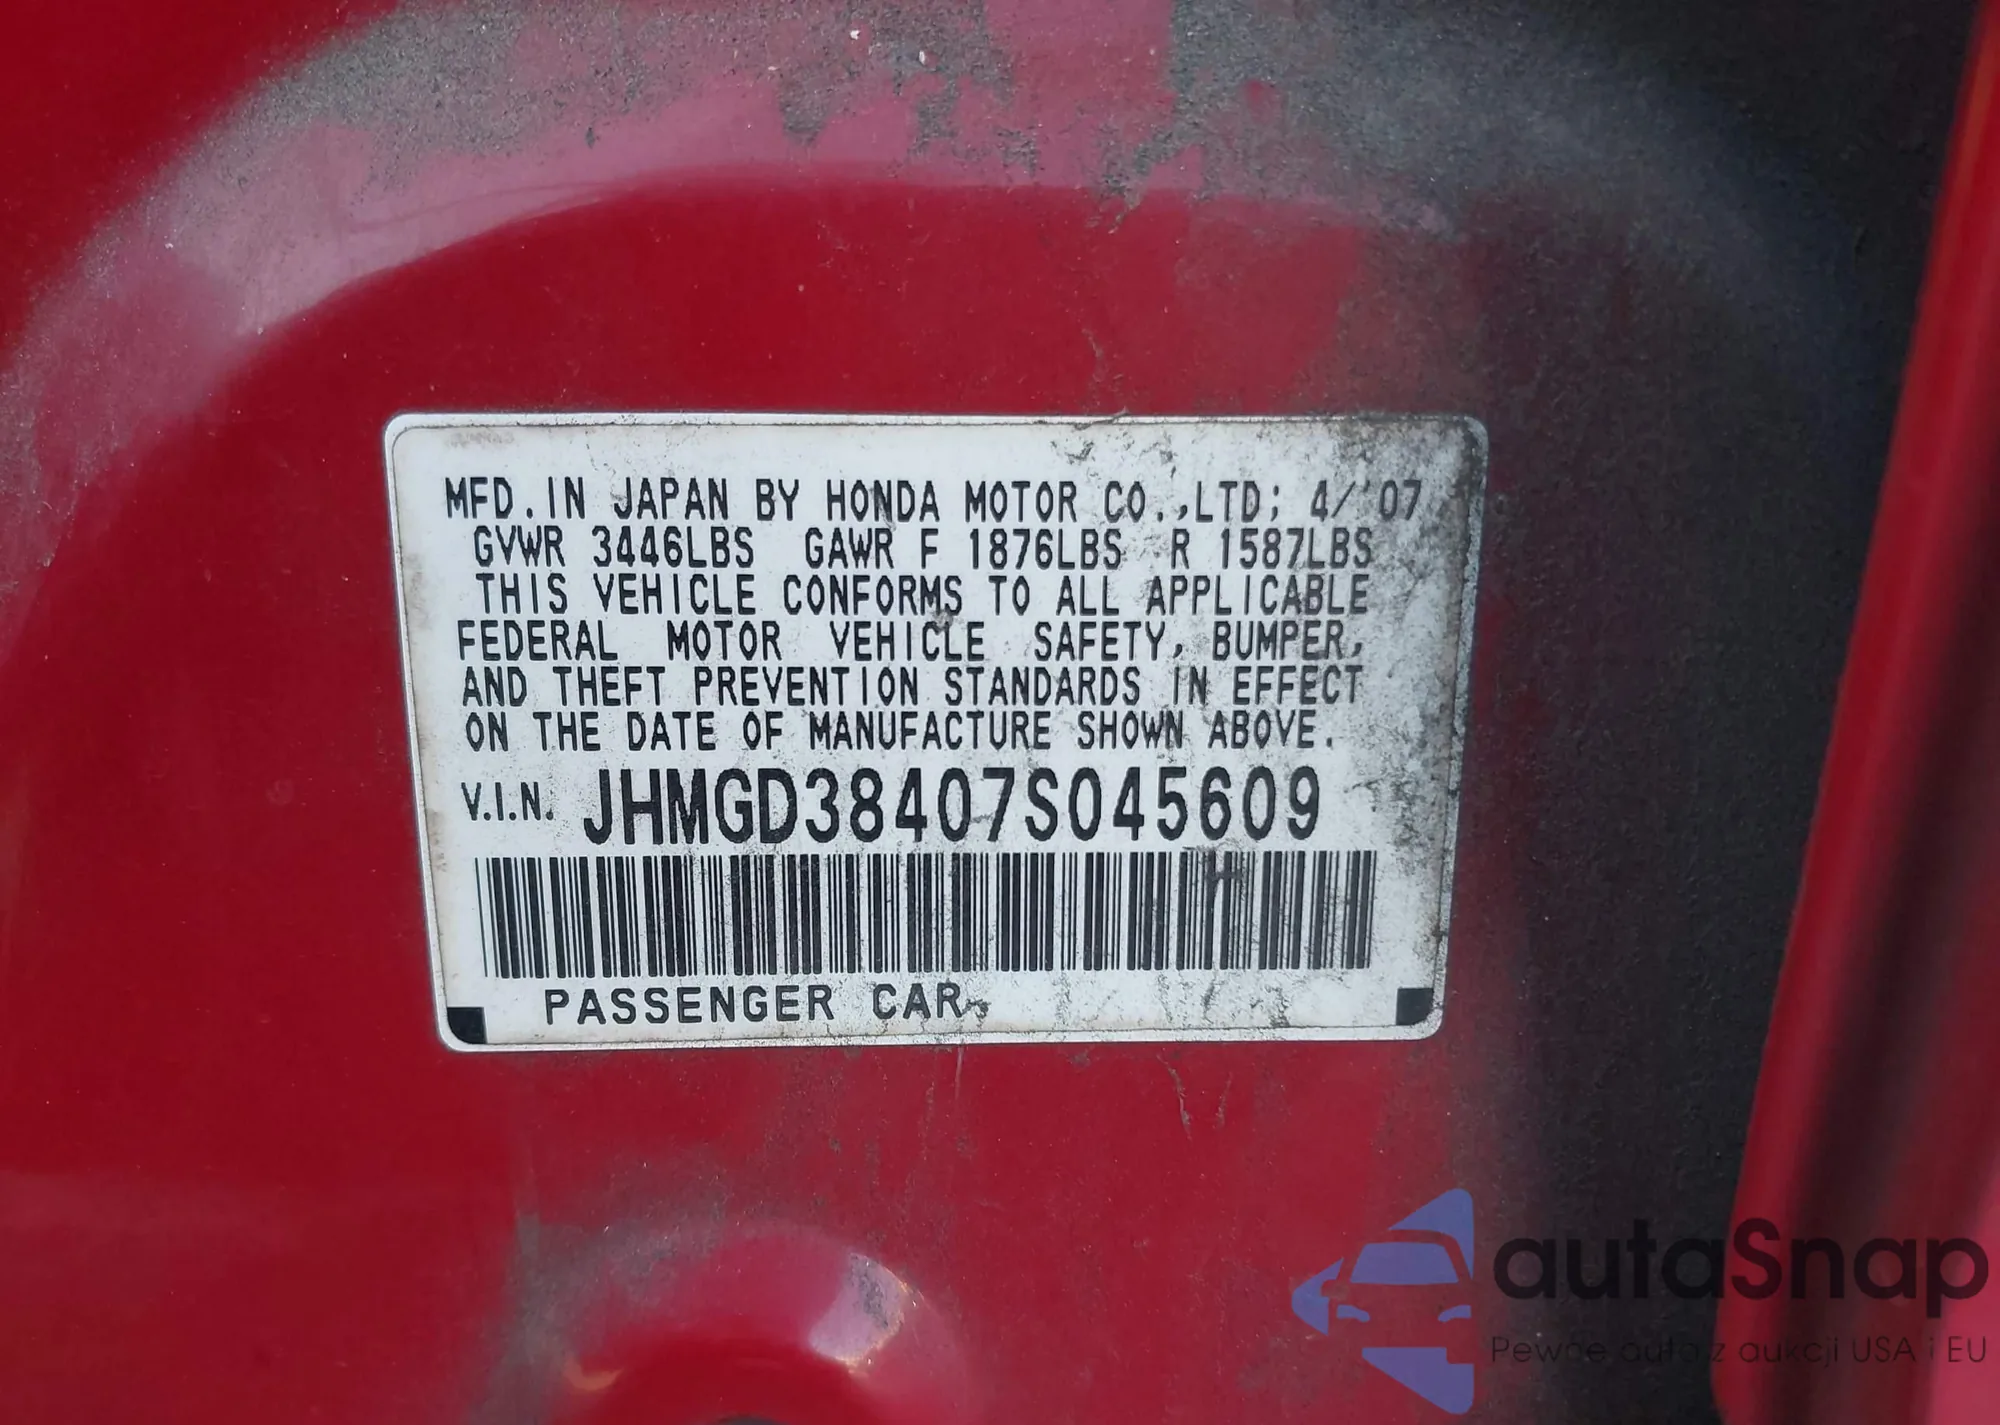 MFD.IN JAPAN BY HONDA MOTOR CO.,LTD; 4/'07
GVWR 3446LBS GAWR F 1876LBS R 1587LBS
THIS VEHICLE CONFORMS TO ALL APPLICABLE
FEDERAL MOTOR VEHICLE SAFETY, BUMPER,
AND THEFT PREVENTION STANDARDS IN EFFECT
ON THE DATE OF MANUFACTURE SHOWN ABOVE.
V.I.N. JHMGD38407S045609
PASSENGER CAR
autaSnap
Pewne auta z aukcji USA i EU